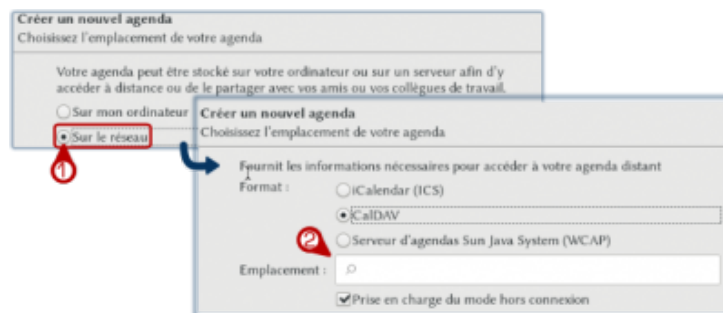 Créer un nouvel agenda
Choisissez l'emplacement de votre agenda
Votre agenda peut être stocké sur votre ordinateur ou sur un serveur afin d'y
accéder à distance ou de le partager avec vos amis ou vos collègues de travail.
Sur mon ordinateur
Sur le réseau
1
Créer un nouvel agenda
Choisissez l'emplacement de votre agenda
Fournit les informations nécessaires pour accéder à votre agenda distant
Format :
iCalendar (ICS)
CalDAV
2
Serveur d'agendas Sun Java System (WCAP)
Emplacement :
Prise en charge du mode hors connexion